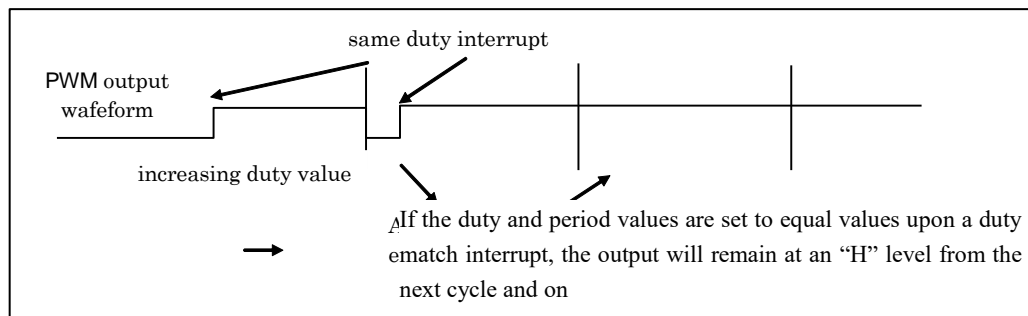 same duty interrupt
PWM output
wafeform
increasing duty value
If the duty and period values are set to equal values upon a duty
match interrupt, the output will remain at an “H” level from the
next cycle and on